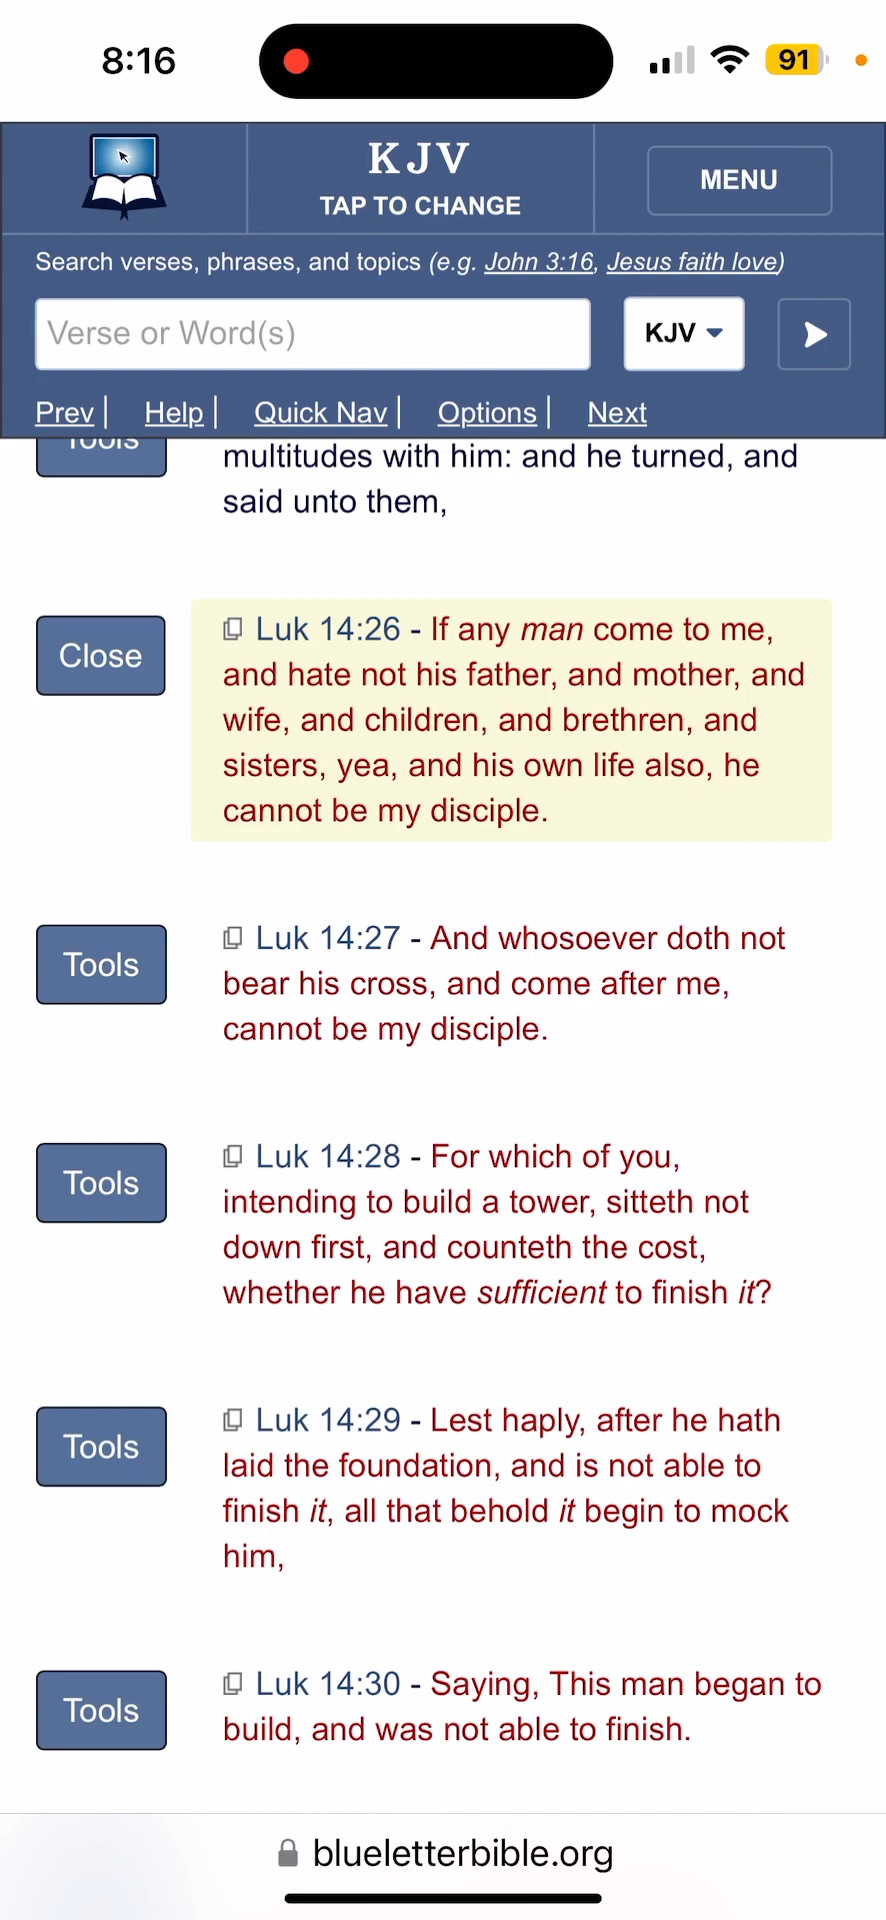 8:16
91
KJV
TAP TO CHANGE
MENU
Search verses, phrases, and topics (e.g. John 3:16, Jesus faith love)
Verse or Word(s)
KJV
Prev | Help | Quick Nav | Options | Next
Tools
multitudes with him: and he turned, and
said unto them,
Close
Luk 14:26 - If any man come to me,
and hate not his father, and mother, and
wife, and children, and brethren, and
sisters, yea, and his own life also, he
cannot be my disciple.
Tools
Luk 14:27 - And whosoever doth not
bear his cross, and come after me,
cannot be my disciple.
Tools
Luk 14:28 - For which of you,
intending to build a tower, sitteth not
down first, and counteth the cost,
whether he have sufficient to finish it?
Tools
Luk 14:29 - Lest haply, after he hath
laid the foundation, and is not able to
finish it, all that behold it begin to mock
him,
Tools
Luk 14:30 - Saying, This man began to
build, and was not able to finish.
blueletterbible.org